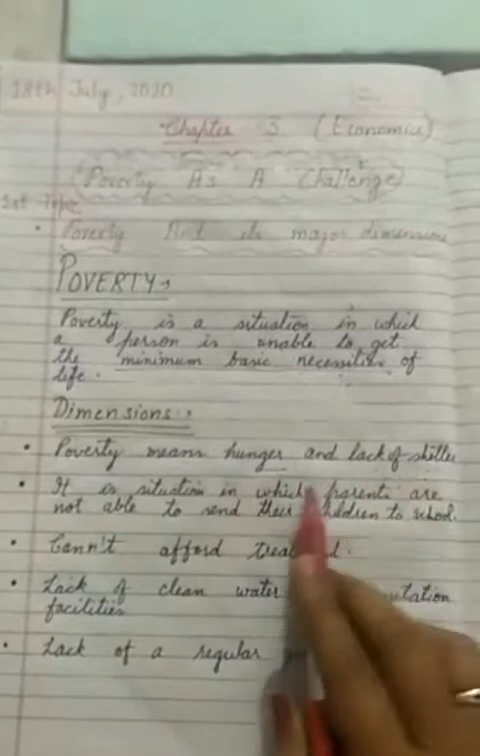 18th July, 2020
Chapter 3 (Economics)
(Poverty As A Challenge)
1st Topic
• Poverty And its major dimensions
POVERTY→
Poverty is a situation in which
a person is unable to get
the minimum basic necessities of
life.
Dimensions:→
• Poverty means hunger and lack of shelter
• It is situation in which parents are
not able to send their children to school.
• Cann't afford
• Lack of clean water
facilities
• Lack of a regular